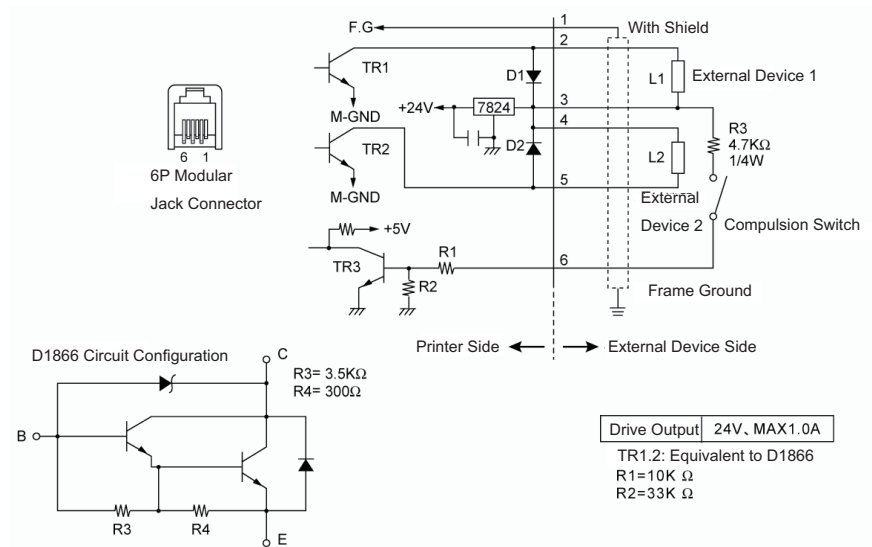 F.G
1
With Shield
2
TR1
D1
L1
External Device 1
M-GND
+24V
7824
3
4
R3
4.7KΩ
1/4W
6 1
6P Modular
Jack Connector
TR2
D2
L2
M-GND
5
External
Device 2
Compulsion Switch
+5V
TR3
R1
R2
6
Frame Ground
Printer Side
External Device Side
D1866 Circuit Configuration
C
R3= 3.5KΩ
R4= 300Ω
B
R3
R4
E
Drive Output 24V、MAX1.0A
TR1.2: Equivalent to D1866
R1=10K Ω
R2=33K Ω